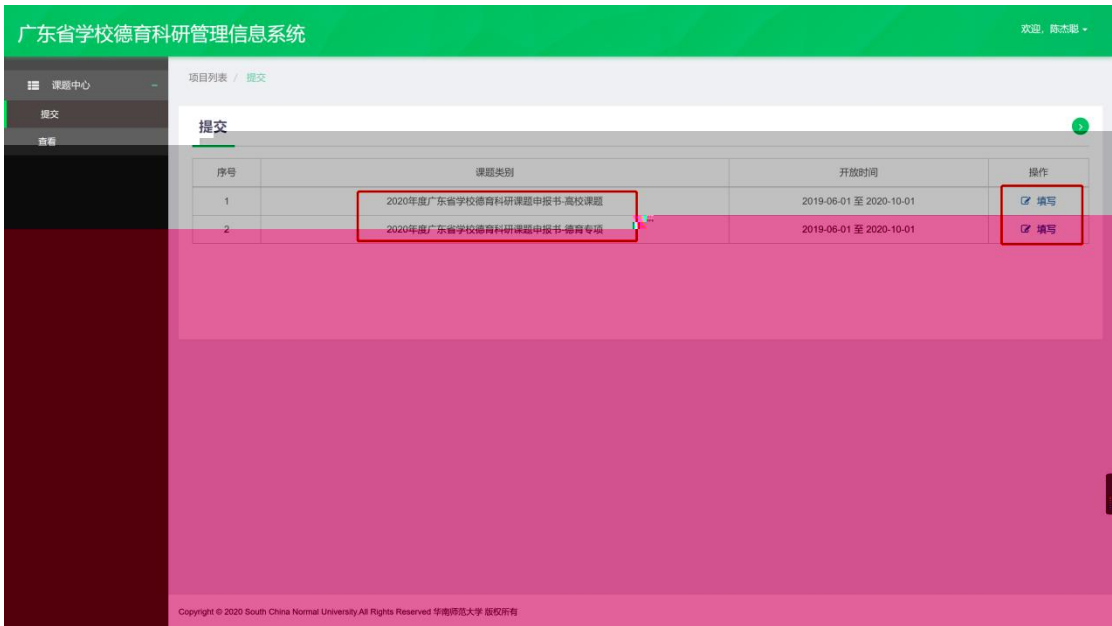 广东省学校德育科研管理信息系统
欢迎, 陈杰聪
课题中心
项目列表 / 提交
提交
提交
查看
序号 课题类别 开放时间 操作
1 2020年度广东省学校德育科研课题申报书-高校课题 2019-06-01 至 2020-10-01 填写
2 2020年度广东省学校德育科研课题申报书-德育专项 2019-06-01 至 2020-10-01 填写
Copyright © 2020 South China Normal University.All Rights Reserved 华南师范大学 版权所有